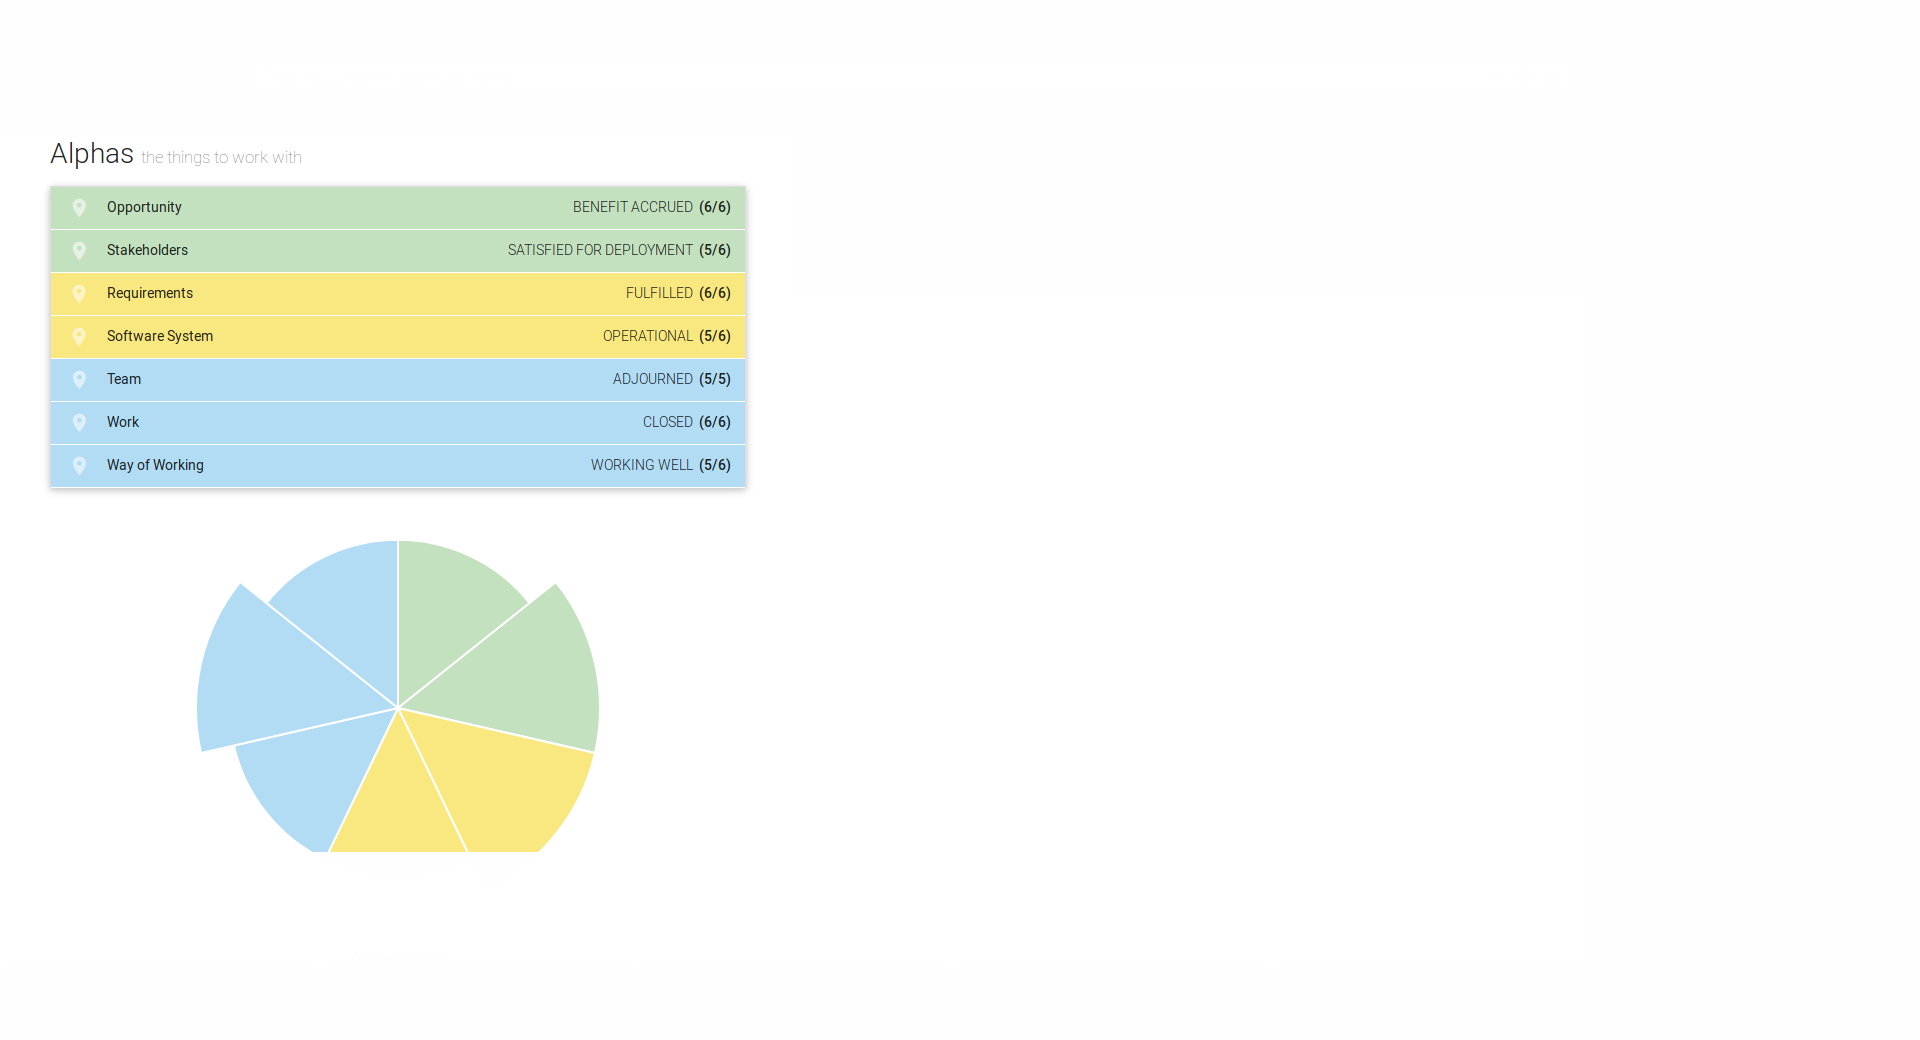 Alphas the things to work with
Opportunity BENEFIT ACCRUED (6/6)
Stakeholders SATISFIED FOR DEPLOYMENT (5/6)
Requirements FULFILLED (6/6)
Software System OPERATIONAL (5/6)
Team ADJOURNED (5/5)
Work CLOSED (6/6)
Way of Working WORKING WELL (5/6)